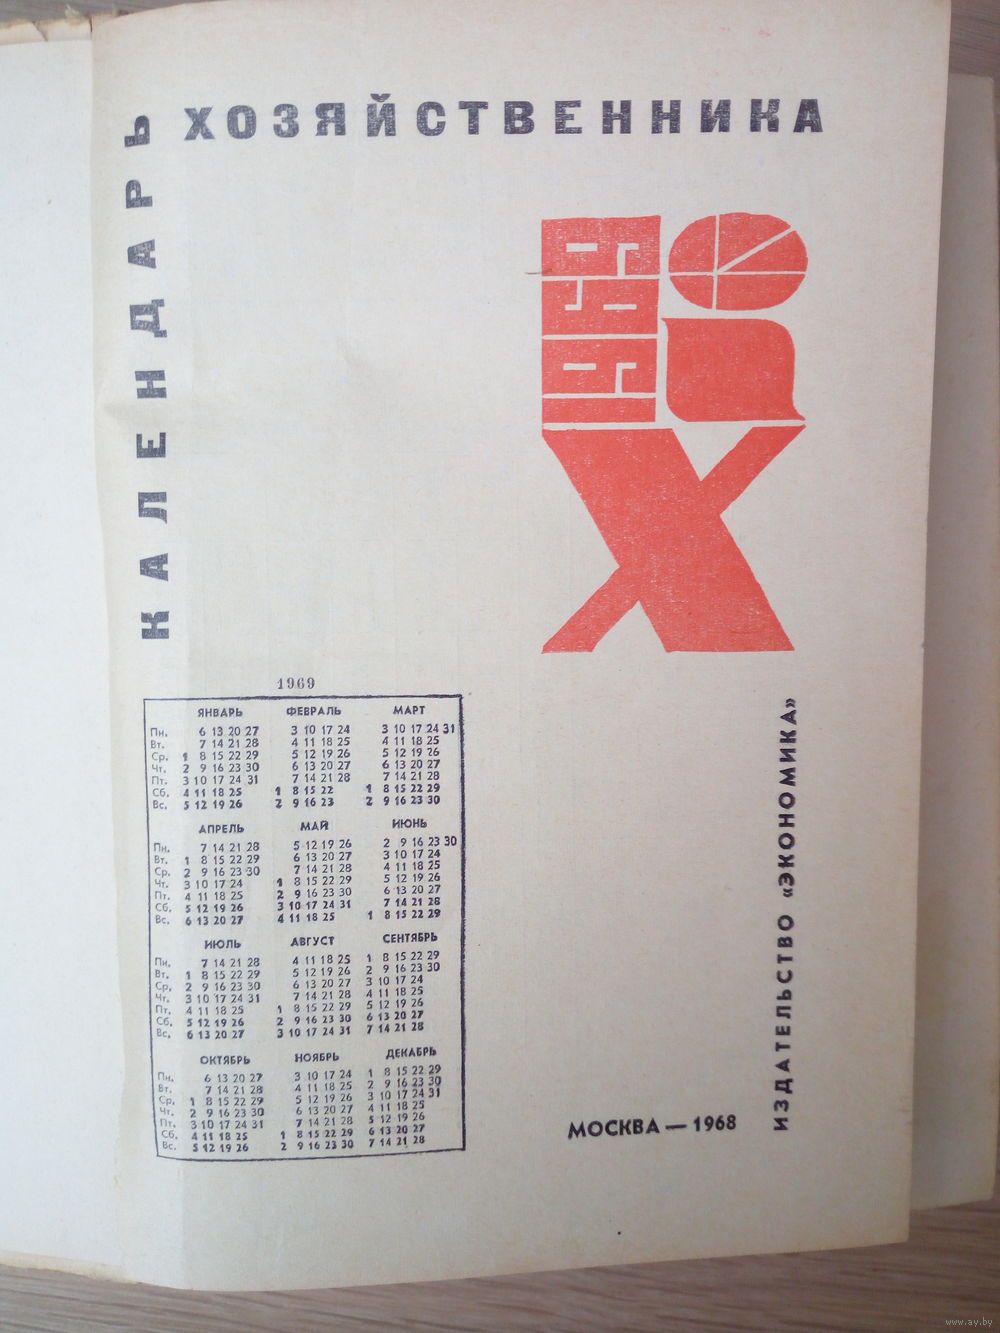 КАЛЕНДАРЬ
ХОЗЯЙСТВЕННИКА
1969
Х
1969
ЯНВАРЬ ФЕВРАЛЬ МАРТ
Пн. 6 13 20 27 3 10 17 24 3 10 17 24 31
Вт. 7 14 21 28 4 11 18 25 4 11 18 25
Ср. 1 8 15 22 29 5 12 19 26 5 12 19 26
Чт. 2 9 16 23 30 6 13 20 27 6 13 20 27
Пт. 3 10 17 24 31 7 14 21 28 7 14 21 28
Сб. 4 11 18 25 1 8 15 22 1 8 15 22 29
Вс. 5 12 19 26 2 9 16 23 2 9 16 23 30
АПРЕЛЬ МАЙ ИЮНЬ
Пн. 7 14 21 28 5 12 19 26 2 9 16 23 30
Вт. 1 8 15 22 29 6 13 20 27 3 10 17 24
Ср. 2 9 16 23 30 7 14 21 28 4 11 18 25
Чт. 3 10 17 24 1 8 15 22 29 5 12 19 26
Пт. 4 11 18 25 2 9 16 23 30 6 13 20 27
Сб. 5 12 19 26 3 10 17 24 31 7 14 21 28
Вс. 6 13 20 27 4 11 18 25 1 8 15 22 29
ИЮЛЬ АВГУСТ СЕНТЯБРЬ
Пн. 7 14 21 28 4 11 18 25 1 8 15 22 29
Вт. 1 8 15 22 29 5 12 19 26 2 9 16 23 30
Ср. 2 9 16 23 30 6 13 20 27 3 10 17 24
Чт. 3 10 17 24 31 7 14 21 28 4 11 18 25
Пт. 4 11 18 25 1 8 15 22 29 5 12 19 26
Сб. 5 12 19 26 2 9 16 23 30 6 13 20 27
Вс. 6 13 20 27 3 10 17 24 31 7 14 21 28
ОКТЯБРЬ НОЯБРЬ ДЕКАБРЬ
Пн. 6 13 20 27 3 10 17 24 1 8 15 22 29
Вт. 7 14 21 28 4 11 18 25 2 9 16 23 30
Ср. 1 8 15 22 29 5 12 19 26 3 10 17 24 31
Чт. 2 9 16 23 30 6 13 20 27 4 11 18 25
Пт. 3 10 17 24 31 7 14 21 28 5 12 19 26
Сб. 4 11 18 25 1 8 15 22 29 6 13 20 27
Вс. 5 12 19 26 2 9 16 23 30 7 14 21 28
ИЗДАТЕЛЬСТВО «ЭКОНОМИКА»
МОСКВА — 1968
www.ay.by